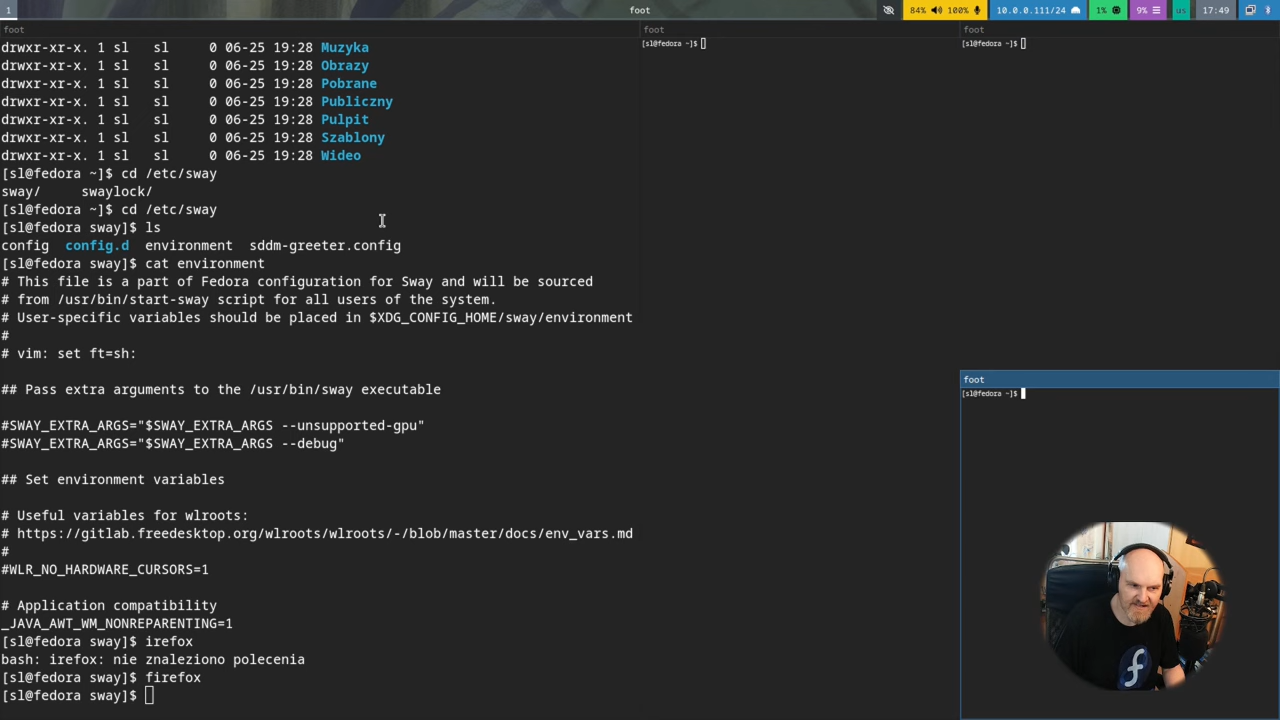 1
foot
84% 100%
10.0.0.111/24
1%
9%
us
17:49
foot
drwxr-xr-x. 1 sl   sl     0 06-25 19:28 Muzyka
drwxr-xr-x. 1 sl   sl     0 06-25 19:28 Obrazy
drwxr-xr-x. 1 sl   sl     0 06-25 19:28 Pobrane
drwxr-xr-x. 1 sl   sl     0 06-25 19:28 Publiczny
drwxr-xr-x. 1 sl   sl     0 06-25 19:28 Pulpit
drwxr-xr-x. 1 sl   sl     0 06-25 19:28 Szablony
drwxr-xr-x. 1 sl   sl     0 06-25 19:28 Wideo
[sl@fedora ~]$ cd /etc/sway
sway/     swaylock/
[sl@fedora ~]$ cd /etc/sway
[sl@fedora sway]$ ls
config  config.d  environment  sddm-greeter.config
[sl@fedora sway]$ cat environment
# This file is a part of Fedora configuration for Sway and will be sourced
# from /usr/bin/start-sway script for all users of the system.
# User-specific variables should be placed in $XDG_CONFIG_HOME/sway/environment
#
# vim: set ft=sh:
## Pass extra arguments to the /usr/bin/sway executable
#SWAY_EXTRA_ARGS="$SWAY_EXTRA_ARGS --unsupported-gpu"
#SWAY_EXTRA_ARGS="$SWAY_EXTRA_ARGS --debug"
## Set environment variables
# Useful variables for wlroots:
# https://gitlab.freedesktop.org/wlroots/wlroots/-/blob/master/docs/env_vars.md
#
#WLR_NO_HARDWARE_CURSORS=1
# Application compatibility
_JAVA_AWT_WM_NONREPARENTING=1
[sl@fedora sway]$ irefox
bash: irefox: nie znaleziono polecenia
[sl@fedora sway]$ firefox
[sl@fedora sway]$
foot
[sl@fedora ~]$
foot
[sl@fedora ~]$
foot
[sl@fedora ~]$